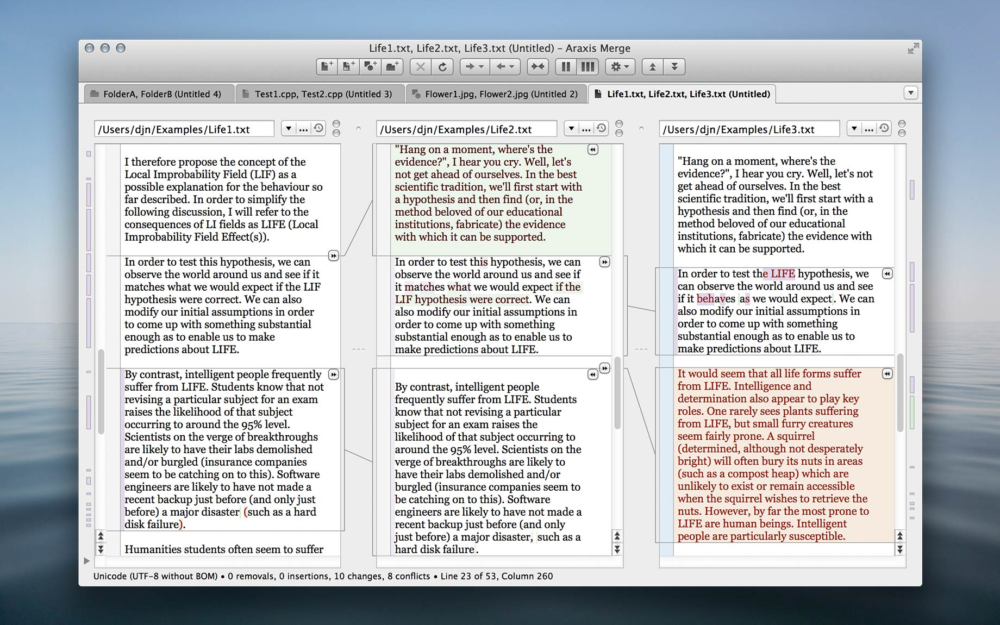 Life1.txt, Life2.txt, Life3.txt (Untitled) – Araxis Merge
FolderA, FolderB (Untitled 4)
Test1.cpp, Test2.cpp (Untitled 3)
Flower1.jpg, Flower2.jpg (Untitled 2)
Life1.txt, Life2.txt, Life3.txt (Untitled)
/Users/djn/Examples/Life1.txt
...
/Users/djn/Examples/Life2.txt
...
/Users/djn/Examples/Life3.txt
...
I therefore propose the concept of the
Local Improbability Field (LIF) as a
possible explanation for the behaviour so
far described. In order to simplify the
following discussion, I will refer to the
consequences of LI fields as LIFE (Local
Improbability Field Effect(s)).
In order to test this hypothesis, we can
observe the world around us and see if it
matches what we would expect if the LIF
hypothesis were correct. We can also
modify our initial assumptions in order
to come up with something substantial
enough as to enable us to make
predictions about LIFE.
By contrast, intelligent people frequently
suffer from LIFE. Students know that not
revising a particular subject for an exam
raises the likelihood of that subject
occurring to around the 95% level.
Scientists on the verge of breakthroughs
are likely to have their labs demolished
and/or burgled (insurance companies
seem to be catching on to this). Software
engineers are likely to have not made a
recent backup just before (and only just
before) a major disaster (such as a hard
disk failure).
Humanities students often seem to suffer
"Hang on a moment, where's the
evidence?", I hear you cry. Well, let's
not get ahead of ourselves. In the best
scientific tradition, we'll first start with
a hypothesis and then find (or, in the
method beloved of our educational
institutions, fabricate) the evidence
with which it can be supported.
In order to test this hypothesis, we can
observe the world around us and see if
it matches what we would expect if the
LIF hypothesis were correct. We can
also modify our initial assumptions in
order to come up with something
substantial enough as to enable us to
make predictions about LIFE.
By contrast, intelligent people
frequently suffer from LIFE. Students
know that not revising a particular
subject for an exam raises the
likelihood of that subject occurring to
around the 95% level. Scientists on the
verge of breakthroughs are likely to
have their labs demolished and/or
burgled (insurance companies seem to
be catching on to this). Software
engineers are likely to have not made a
recent backup just before (and only
just before) a major disaster, such as a
hard disk failure.
"Hang on a moment, where's the
evidence?", I hear you cry. Well, let's not
get ahead of ourselves. In the best
scientific tradition, we'll first start with a
hypothesis and then find (or, in the
method beloved of our educational
institutions, fabricate) the evidence with
which it can be supported.
In order to test the LIFE hypothesis, we
can observe the world around us and see
if it behaves as we would expect. We can
also modify our initial assumptions in
order to come up with something
substantial enough as to enable us to
make predictions about LIFE.
It would seem that all life forms suffer
from LIFE. Intelligence and
determination also appear to play key
roles. One rarely sees plants suffering
from LIFE, but small furry creatures
seem fairly prone. A squirrel
(determined, although not desperately
bright) will often bury its nuts in areas
(such as a compost heap) which are
unlikely to exist or remain accessible
when the squirrel wishes to retrieve the
nuts. However, by far the most prone to
LIFE are human beings. Intelligent
people are particularly susceptible.
Unicode (UTF-8 without BOM) • 0 removals, 0 insertions, 10 changes, 8 conflicts • Line 23 of 53, Column 260